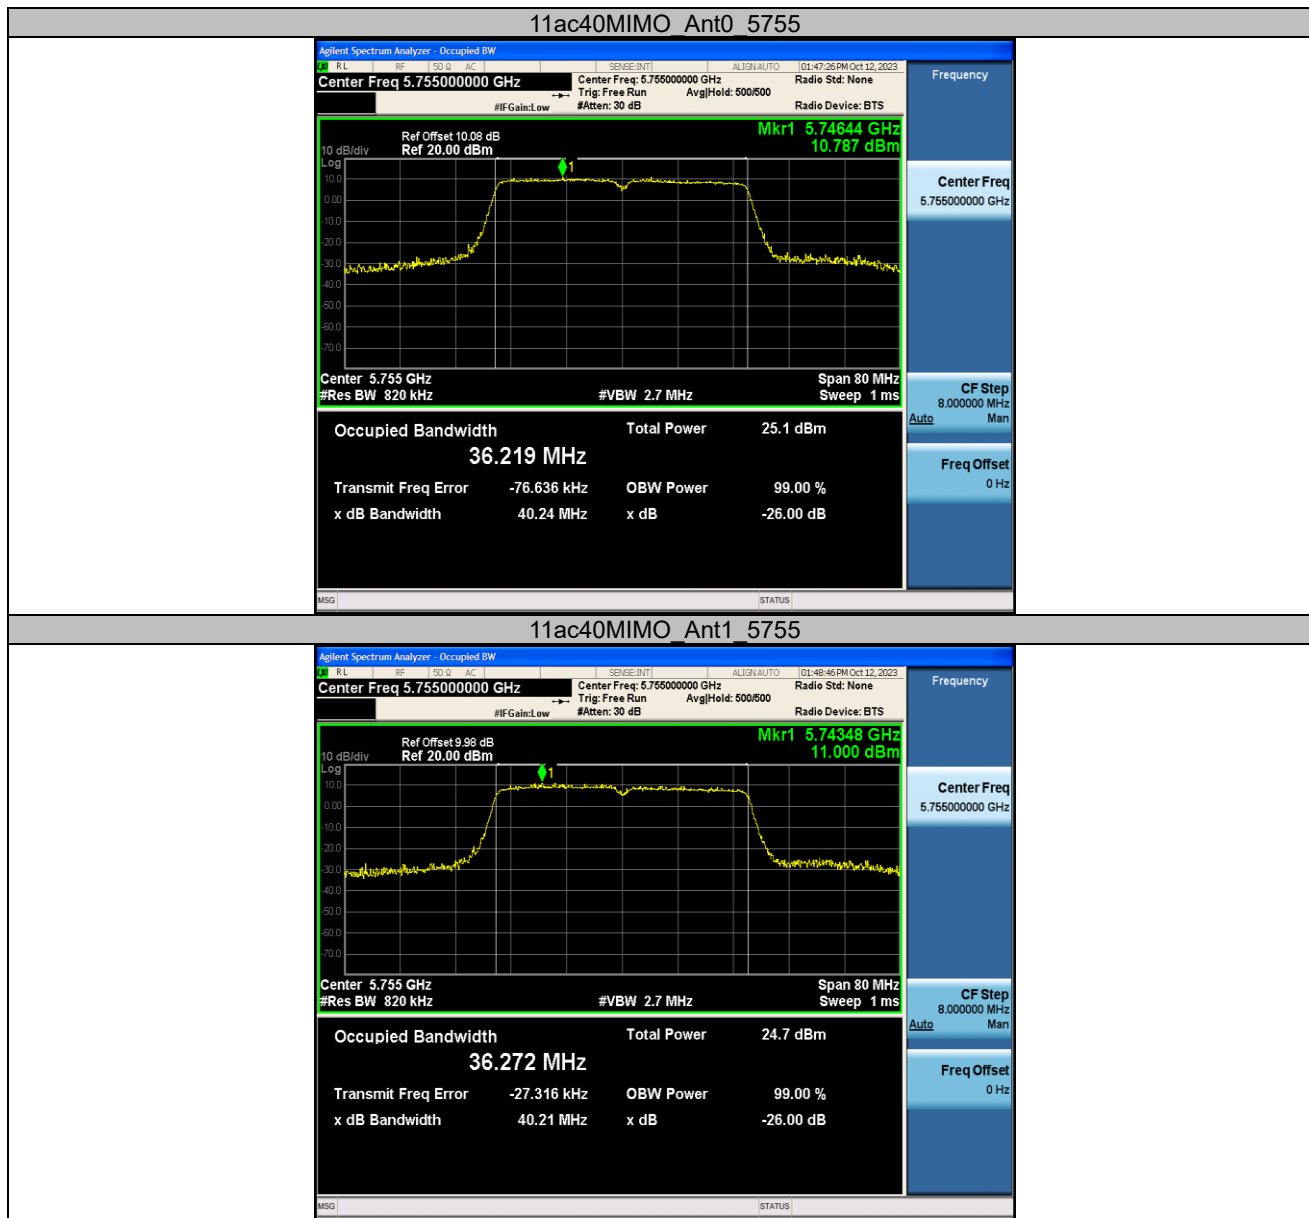 11ac40MIMO_Ant0_5755
Agilent Spectrum Analyzer - Occupied BW
RL RF 50 Ω AC SENSE:INT ALIGN AUTO 01:47:26 PM Oct 12, 2023
Center Freq 5.755000000 GHz
Center Freq: 5.755000000 GHz Radio Std: None
Trig: Free Run Avg|Hold: 500/500
#IFGain:Low #Atten: 30 dB Radio Device: BTS
Frequency
Mkr1 5.74644 GHz
10.787 dBm
Ref Offset 10.08 dB
10 dB/div Ref 20.00 dBm
Log
1
10.0
0.00
-10.0
-20.0
-30.0
-40.0
-50.0
-60.0
-70.0
Center 5.755 GHz Span 80 MHz
#Res BW 820 kHz #VBW 2.7 MHz Sweep 1 ms
Center Freq
5.755000000 GHz
CF Step
8.000000 MHz
Auto Man
Freq Offset
0 Hz
Occupied Bandwidth Total Power 25.1 dBm
36.219 MHz
Transmit Freq Error -76.636 kHz OBW Power 99.00 %
x dB Bandwidth 40.24 MHz x dB -26.00 dB
MSG STATUS
11ac40MIMO_Ant1_5755
Agilent Spectrum Analyzer - Occupied BW
RL RF 50 Ω AC SENSE:INT ALIGN AUTO 01:48:46 PM Oct 12, 2023
Center Freq 5.755000000 GHz
Center Freq: 5.755000000 GHz Radio Std: None
Trig: Free Run Avg|Hold: 500/500
#IFGain:Low #Atten: 30 dB Radio Device: BTS
Frequency
Mkr1 5.74348 GHz
11.000 dBm
Ref Offset 9.98 dB
10 dB/div Ref 20.00 dBm
Log
1
10.0
0.00
-10.0
-20.0
-30.0
-40.0
-50.0
-60.0
-70.0
Center 5.755 GHz Span 80 MHz
#Res BW 820 kHz #VBW 2.7 MHz Sweep 1 ms
Center Freq
5.755000000 GHz
CF Step
8.000000 MHz
Auto Man
Freq Offset
0 Hz
Occupied Bandwidth Total Power 24.7 dBm
36.272 MHz
Transmit Freq Error -27.316 kHz OBW Power 99.00 %
x dB Bandwidth 40.21 MHz x dB -26.00 dB
MSG STATUS